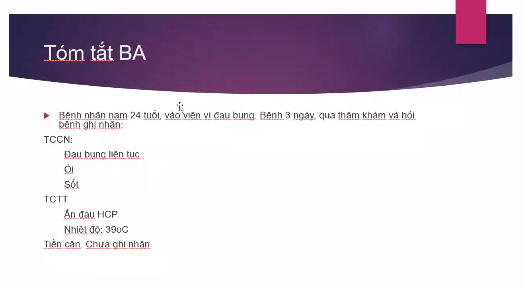 Tóm tắt BA
Bệnh nhân nam 24 tuổi, vào viện vì đau bụng. Bệnh 3 ngày, qua thăm khám và hỏi
bệnh ghi nhận:
TCCN:
Đau bụng liên tục
Ói
Sốt
TCTT
Ấn đau HCP
Nhiệt độ: 39oC
Tiền căn: Chưa ghi nhận